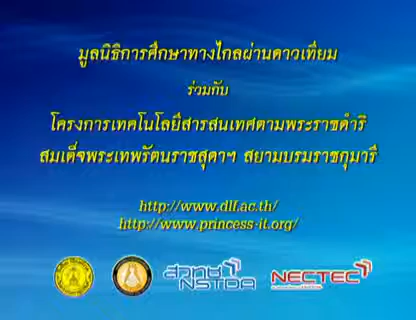 มูลนิธิการศึกษาทางไกลผ่านดาวเทียม
ร่วมกับ
โครงการเทคโนโลยีสารสนเทศตามพระราชดำริ
สมเด็จพระเทพรัตนราชสุดาฯ สยามบรมราชกุมารี
http://www.dlf.ac.th/
http://www.princess-it.org/
สวทช
NSTDA
NECTEC